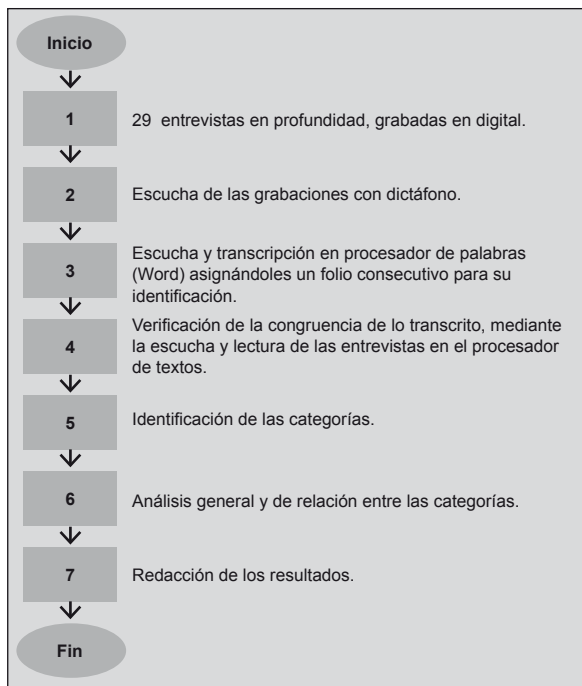 Inicio
1
29 entrevistas en profundidad, grabadas en digital.
2
Escucha de las grabaciones con dictáfono.
3
Escucha y transcripción en procesador de palabras
(Word) asignándoles un folio consecutivo para su
identificación.
4
Verificación de la congruencia de lo transcrito, mediante
la escucha y lectura de las entrevistas en el procesador
de textos.
5
Identificación de las categorías.
6
Análisis general y de relación entre las categorías.
7
Redacción de los resultados.
Fin